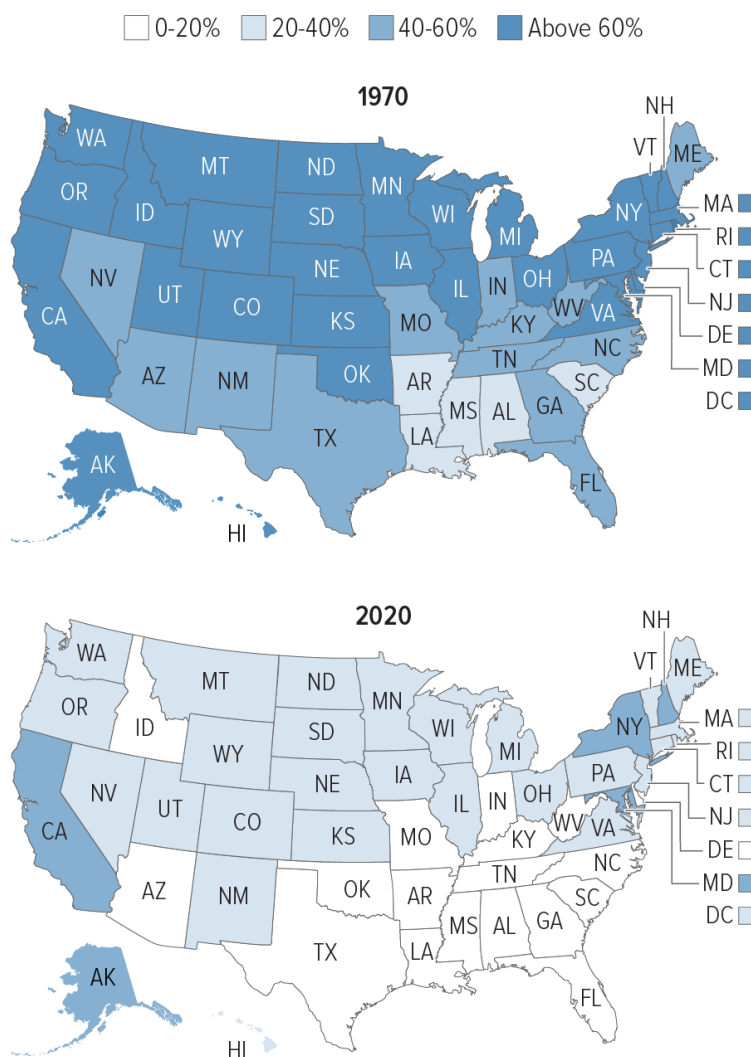 0-20% 20-40% 40-60% Above 60%
1970
NH
VT ME
WA
MT ND
MN
OR
ID
SD
WI
NY
MA
WY
MI
RI
NE
IA
PA
CT
NV
UT
CO
IL
IN
OH
NJ
CA
KS
MO
WV
VA
DE
KY
MD
AZ
NM
OK
AR
TN
NC
DC
MS
AL
GA
SC
TX
LA
AK
FL
HI
2020
NH
VT ME
WA
MT ND
MN
OR
ID
SD
WI
NY
MA
WY
MI
RI
NE
IA
PA
CT
NV
UT
CO
IL
IN
OH
NJ
CA
KS
MO
WV
VA
DE
KY
MD
AZ
NM
OK
AR
TN
NC
DC
MS
AL
GA
SC
TX
LA
AK
FL
HI